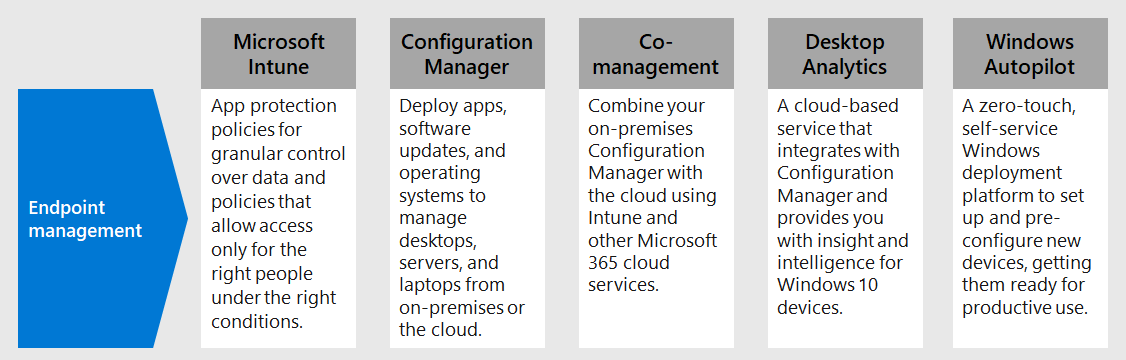 Endpoint
management
Microsoft
Intune
App protection
policies for
granular control
over data and
policies that
allow access
only for the
right people
under the right
conditions.
Configuration
Manager
Deploy apps,
software
updates, and
operating
systems to
manage
desktops,
servers, and
laptops from
on-premises or
the cloud.
Co-
management
Combine your
on-premises
Configuration
Manager with
the cloud using
Intune and
other Microsoft
365 cloud
services.
Desktop
Analytics
A cloud-based
service that
integrates with
Configuration
Manager and
provides you
with insight and
intelligence for
Windows 10
devices.
Windows
Autopilot
A zero-touch,
self-service
Windows
deployment
platform to set
up and pre-
configure new
devices, getting
them ready for
productive use.